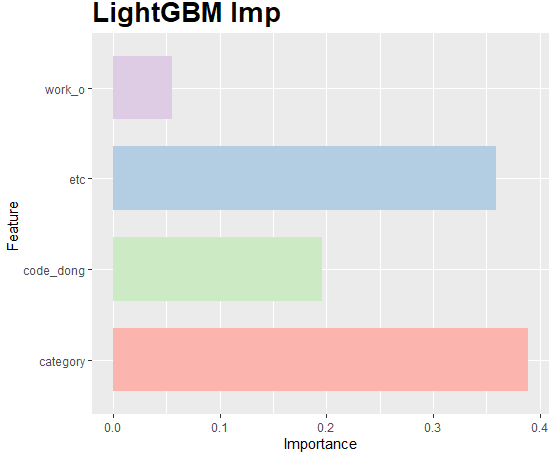 LightGBM Imp
work_o
etc
code_dong
category
Feature
0.0 0.1 0.2 0.3 0.4
Importance